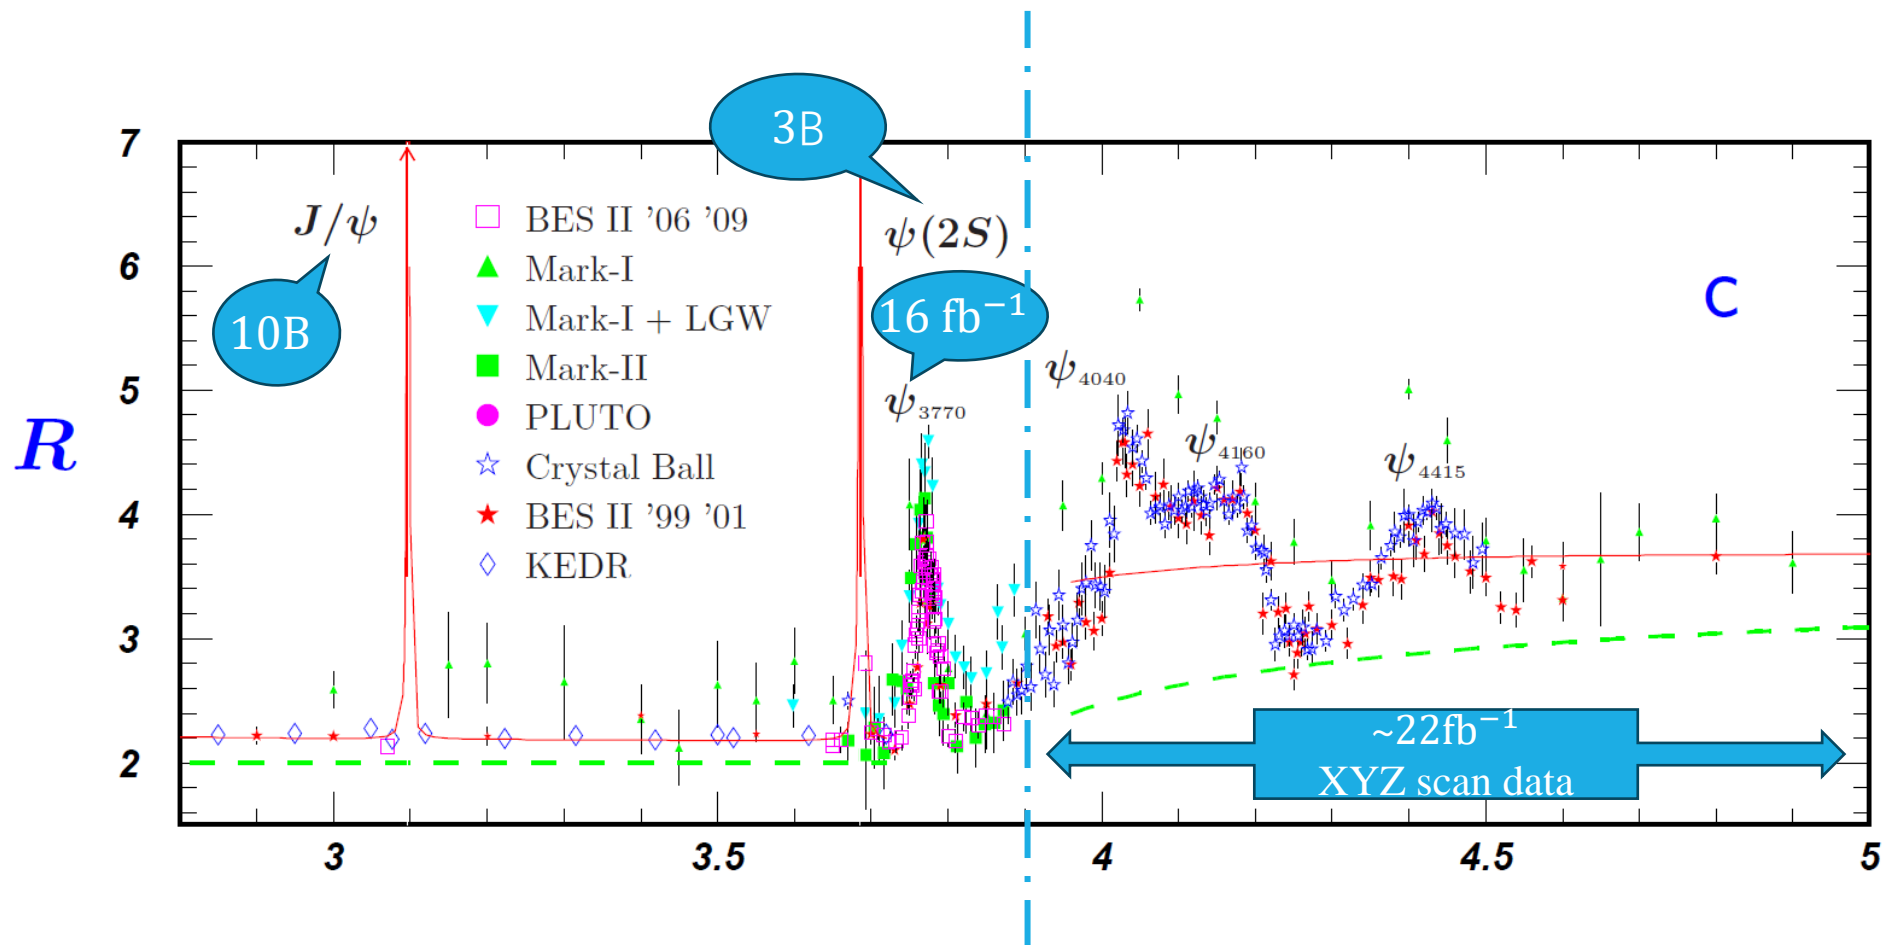 3B
7
J/ψ
BES II '06 '09
ψ(2S)
6
Mark-I
C
10B
Mark-I + LGW
16 fb⁻¹
5
Mark-II
ψ₄₀₄₀
R
PLUTO
ψ₃₇₇₀
Crystal Ball
ψ₄₁₆₀
ψ₄₄₁₅
4
BES II '99 '01
KEDR
3
~22fb⁻¹
2
XYZ scan data
3 3.5 4 4.5 5